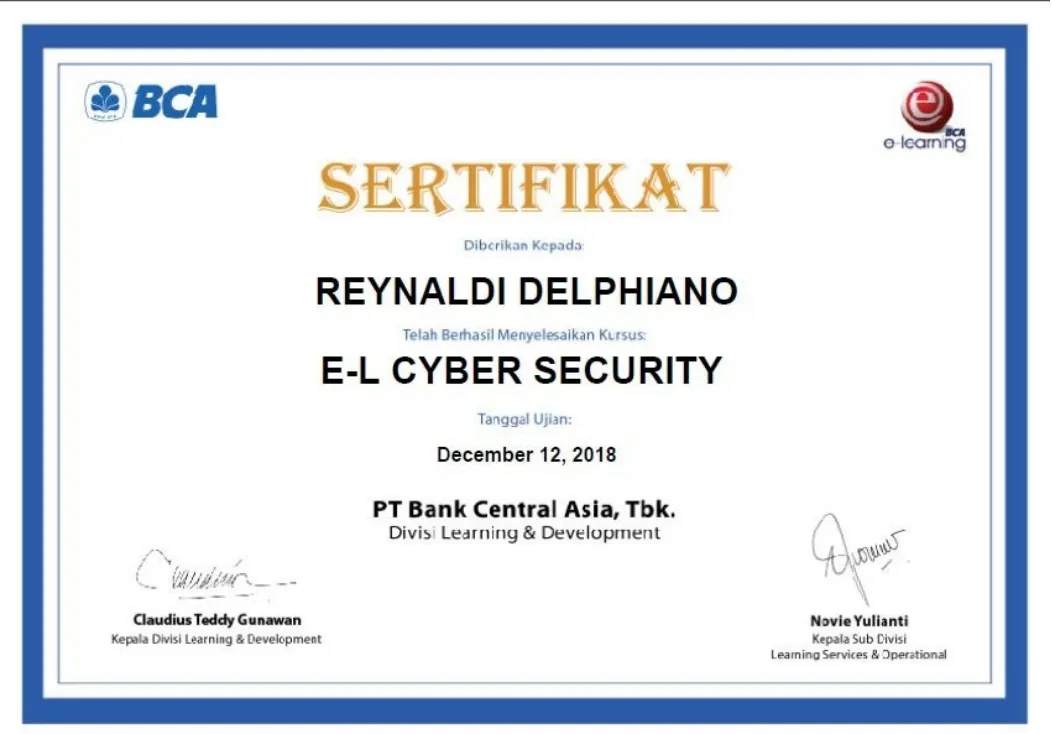 BCA
e
BCA
e-learning
SERTIFIKAT
Diberikan Kepada:
REYNALDI DELPHIANO
Telah Berhasil Menyelesaikan Kursus:
E-L CYBER SECURITY
Tanggal Ujian:
December 12, 2018
PT Bank Central Asia, Tbk.
Divisi Learning & Development
Claudius Teddy Gunawan
Kepala Divisi Learning & Development
Novie Yulianti
Kepala Sub Divisi
Learning Services & Operational